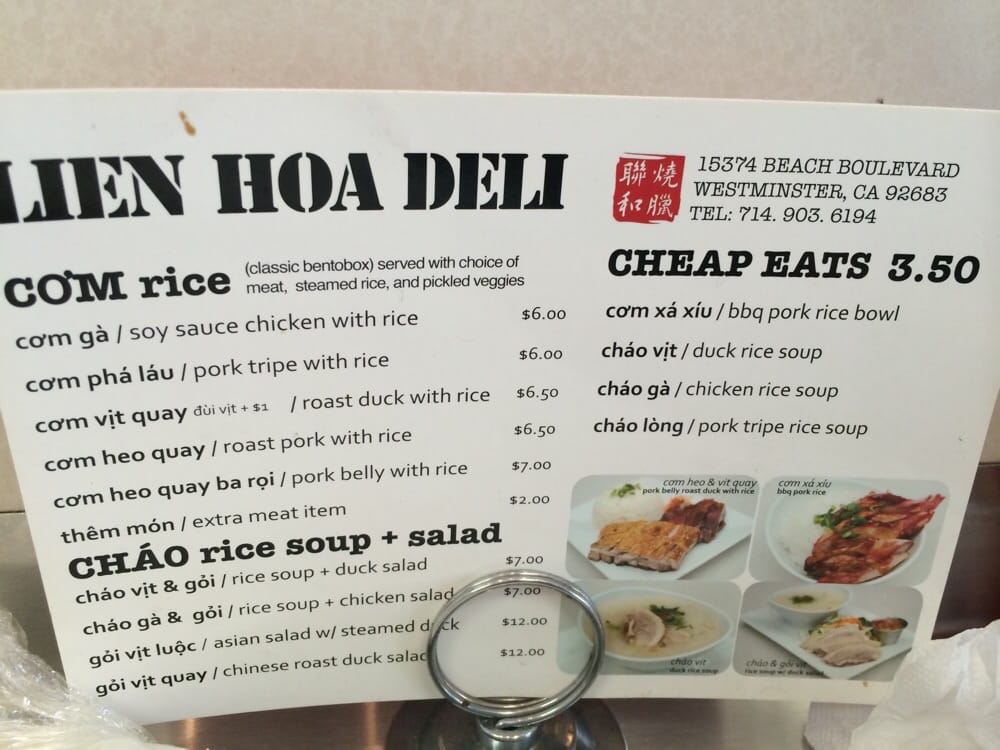 LIEN HOA DELI
聯燒
和臘
15374 BEACH BOULEVARD
WESTMINSTER, CA 92683
TEL: 714. 903. 6194
CƠM rice (classic bentobox) served with choice of
meat, steamed rice, and pickled veggies
cơm gà / soy sauce chicken with rice $6.00
cơm phá láu / pork tripe with rice $6.00
cơm vịt quay đùi vịt + $1 / roast duck with rice $6.50
cơm heo quay / roast pork with rice $6.50
cơm heo quay ba rọi / pork belly with rice $7.00
thêm món / extra meat item $2.00
CHÁO rice soup + salad
cháo vịt & gỏi / rice soup + duck salad $7.00
cháo gà & gỏi / rice soup + chicken salad $7.00
gỏi vịt luộc / asian salad w/ steamed duck $12.00
gỏi vịt quay / chinese roast duck salad $12.00
CHEAP EATS 3.50
cơm xá xíu / bbq pork rice bowl
cháo vịt / duck rice soup
cháo gà / chicken rice soup
cháo lòng / pork tripe rice soup
cơm heo & vit quay
pork belly roast duck with rice
cơm xá xíu
bbq pork rice
cháo vịt
duck rice soup
cháo & gỏi vit
rice soup w/ duck salad